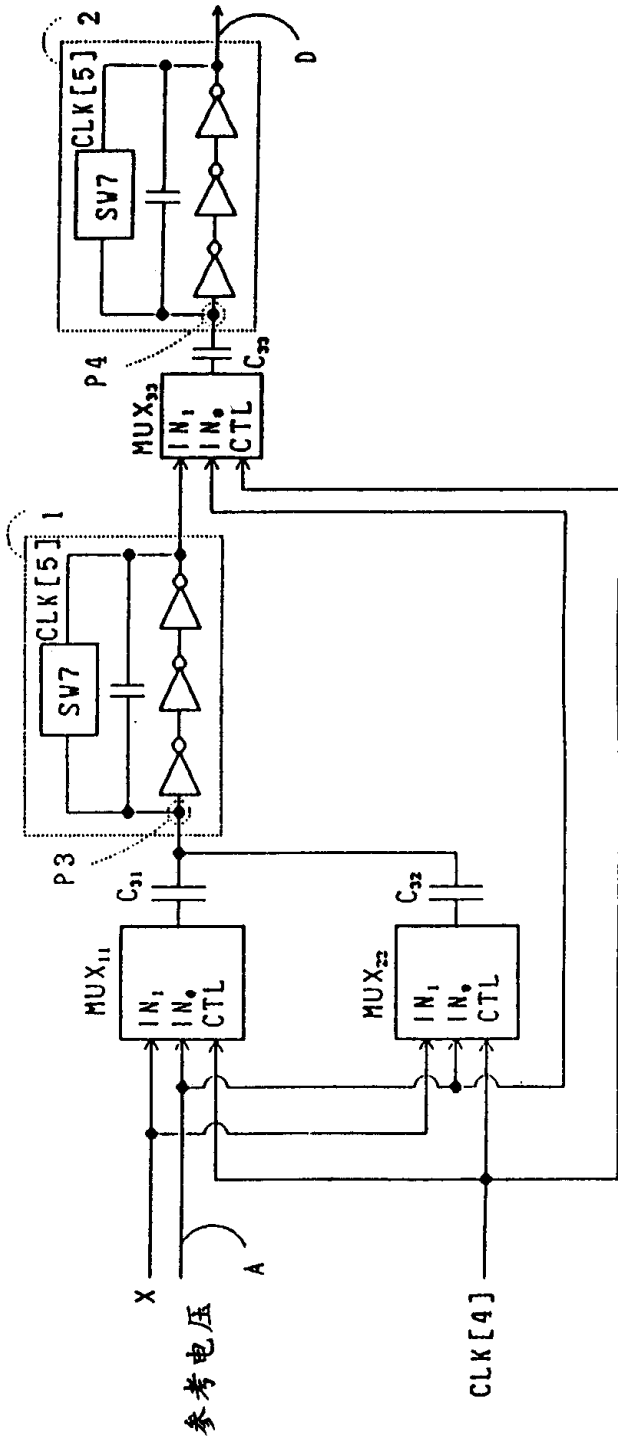 X
参考电压
A
CLK[4]
MUX₁₁
IN₁
IN₀
CTL
C₃₁
MUX₂₂
IN₁
IN₀
CTL
C₃₂
P3
1
SW7
CLK[5]
MUX₃₃
IN₁
IN₀
CTL
C₃₃
P4
2
SW7
CLK[5]
D